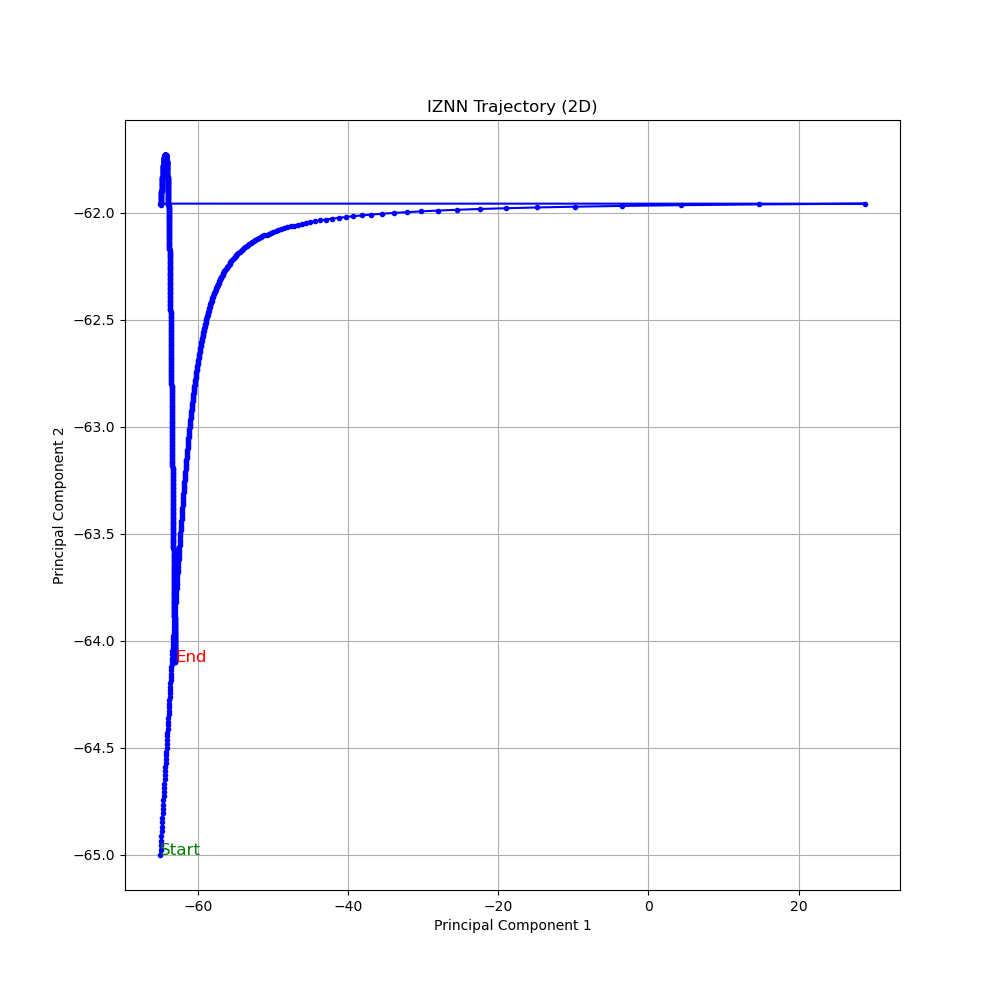 IZNN Trajectory (2D)
−62.0
−62.5
−63.0
−63.5
−64.0
−64.5
−65.0
Principal Component 2
End
Start
−60
−40
−20
0
20
Principal Component 1